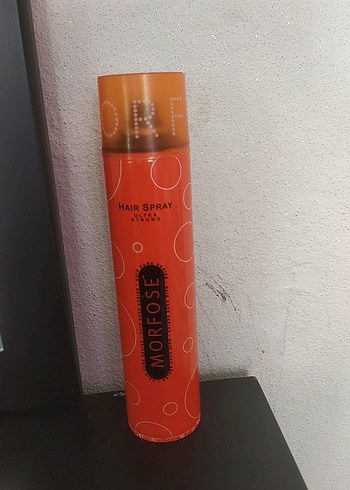 ORF
HAIR SPRAY
ULTRA
STRONG
MORFOSE